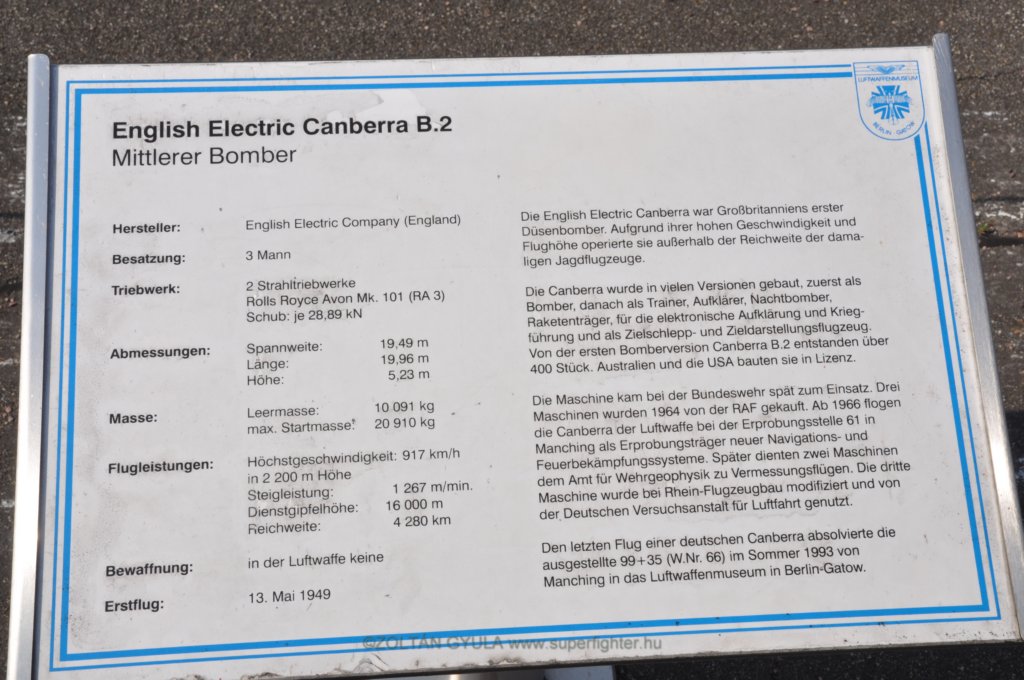 LUFTWAFFENMUSEUM
BERLIN - GATOW
English Electric Canberra B.2
Mittlerer Bomber
Hersteller: English Electric Company (England)
Besatzung: 3 Mann
Triebwerk: 2 Strahltriebwerke
Rolls Royce Avon Mk. 101 (RA 3)
Schub: je 28,89 kN
Abmessungen: Spannweite: 19,49 m
Länge: 19,96 m
Höhe: 5,23 m
Masse: Leermasse: 10 091 kg
max. Startmasse: 20 910 kg
Flugleistungen: Höchstgeschwindigkeit: 917 km/h
in 2 200 m Höhe
Steigleistung: 1 267 m/min.
Dienstgipfelhöhe: 16 000 m
Reichweite: 4 280 km
Bewaffnung: in der Luftwaffe keine
Erstflug: 13. Mai 1949
Die English Electric Canberra war Großbritanniens erster
Düsenbomber. Aufgrund ihrer hohen Geschwindigkeit und
Flughöhe operierte sie außerhalb der Reichweite der dama-
ligen Jagdflugzeuge.
Die Canberra wurde in vielen Versionen gebaut, zuerst als
Bomber, danach als Trainer, Aufklärer, Nachtbomber,
Raketenträger, für die elektronische Aufklärung und Krieg-
führung und als Zielschlepp- und Zieldarstellungsflugzeug.
Von der ersten Bomberversion Canberra B.2 entstanden über
400 Stück. Australien und die USA bauten sie in Lizenz.
Die Maschine kam bei der Bundeswehr spät zum Einsatz. Drei
Maschinen wurden 1964 von der RAF gekauft. Ab 1966 flogen
die Canberra der Luftwaffe bei der Erprobungsstelle 61 in
Manching als Erprobungsträger neuer Navigations- und
Feuerbekämpfungssysteme. Später dienten zwei Maschinen
dem Amt für Wehrgeophysik zu Vermessungsflügen. Die dritte
Maschine wurde bei Rhein-Flugzeugbau modifiziert und von
der Deutschen Versuchsanstalt für Luftfahrt genutzt.
Den letzten Flug einer deutschen Canberra absolvierte die
ausgestellte 99+35 (W.Nr. 66) im Sommer 1993 von
Manching in das Luftwaffenmuseum in Berlin-Gatow.
©ZOLTÁN GYULA www.superfighter.hu